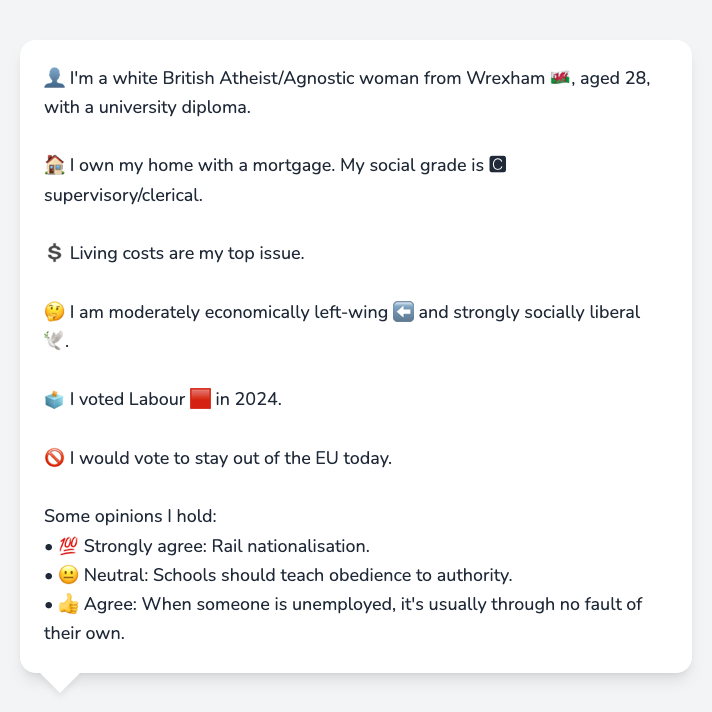 👤 I'm a white British Atheist/Agnostic woman from Wrexham 🏴󠁧󠁢󠁷󠁬󠁳󠁿, aged 28,
with a university diploma.
🏠 I own my home with a mortgage. My social grade is 🅲
supervisory/clerical.
💲 Living costs are my top issue.
🤔 I am moderately economically left-wing ⬅️ and strongly socially liberal
🕊️.
🗳️ I voted Labour 🟥 in 2024.
🚫 I would vote to stay out of the EU today.
Some opinions I hold:
• 💯 Strongly agree: Rail nationalisation.
• 😐 Neutral: Schools should teach obedience to authority.
• 👍 Agree: When someone is unemployed, it's usually through no fault of
their own.